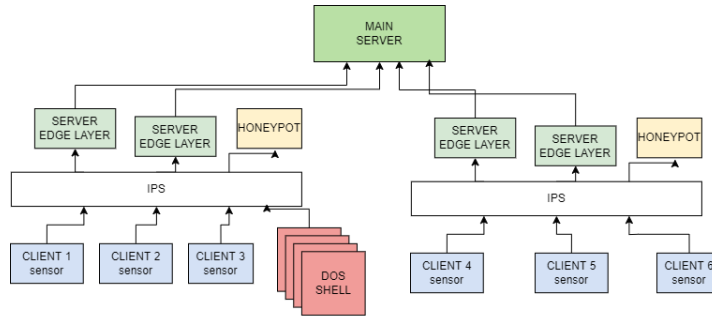 MAIN
SERVER
SERVER
EDGE LAYER
SERVER
EDGE LAYER
HONEYPOT
SERVER
EDGE LAYER
SERVER
EDGE LAYER
HONEYPOT
IPS
IPS
CLIENT 1
sensor
CLIENT 2
sensor
CLIENT 3
sensor
DOS
SHELL
CLIENT 4
sensor
CLIENT 5
sensor
CLIENT 6
sensor